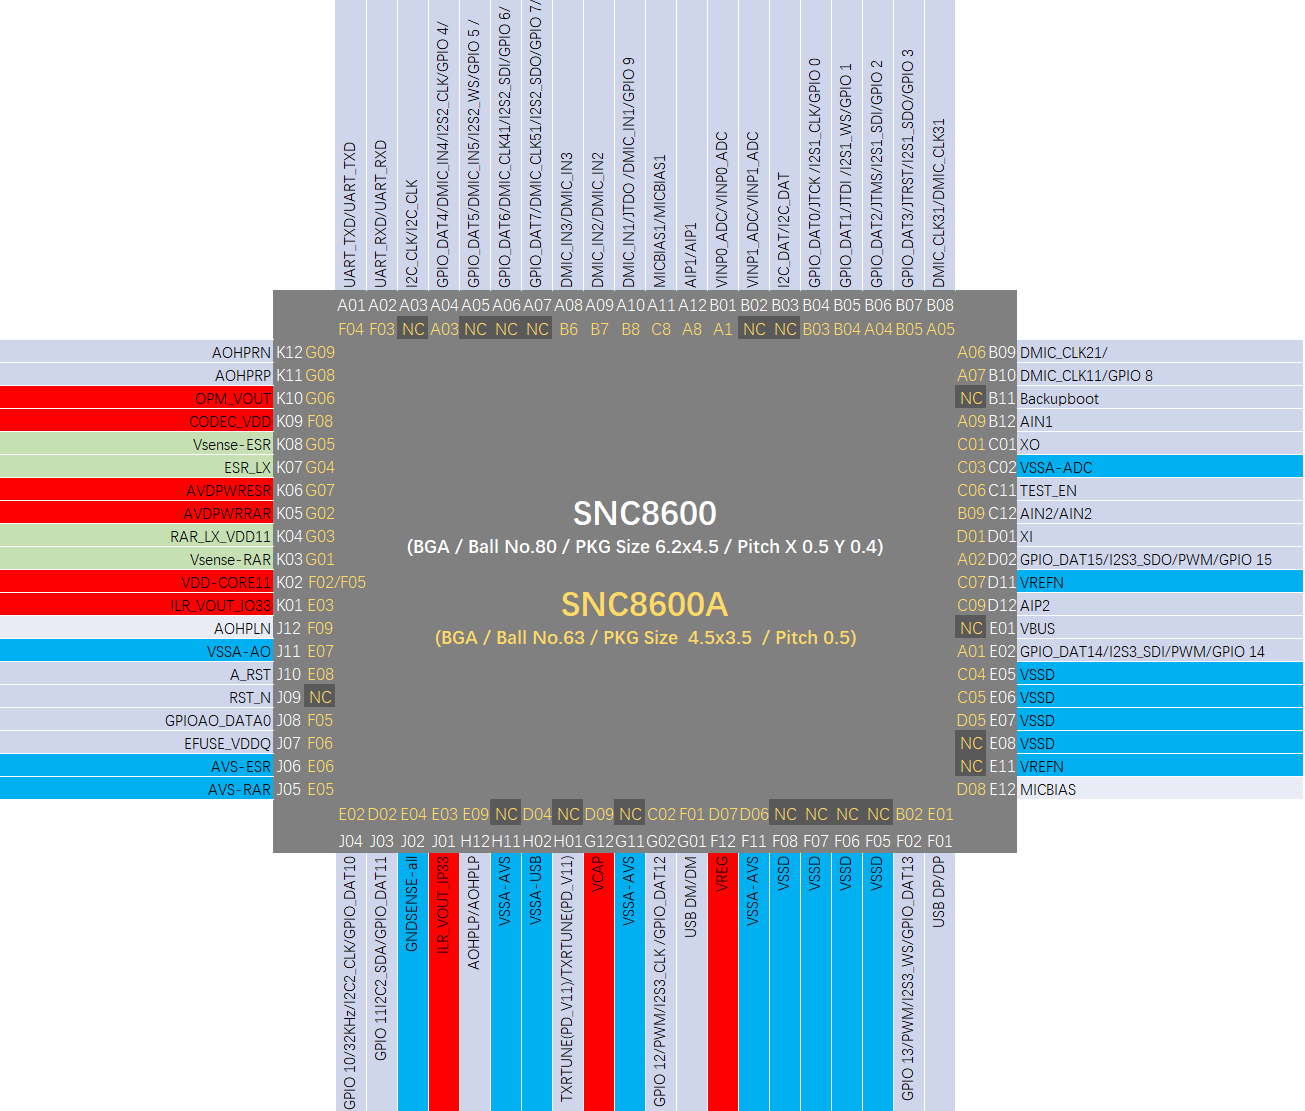 UART_TXD/UART_TXD
UART_RXD/UART_RXD
I2C_CLK/I2C_CLK
GPIO_DAT4/DMIC_IN4/I2S2_CLK/GPIO 4/
GPIO_DAT5/DMIC_IN5/I2S2_WS/GPIO 5 /
GPIO_DAT6/DMIC_CLK41/I2S2_SDI/GPIO 6/
GPIO_DAT7/DMIC_CLK51/I2S2_SDO/GPIO 7/
DMIC_IN3/DMIC_IN3
DMIC_IN2/DMIC_IN2
DMIC_IN1/JTDO /DMIC_IN1/GPIO 9
MICBIAS1/MICBIAS1
AIP1/AIP1
VINP0_ADC/VINP0_ADC
VINP1_ADC/VINP1_ADC
I2C_DAT/I2C_DAT
GPIO_DAT0/JTCK /I2S1_CLK/GPIO 0
GPIO_DAT1/JTDI /I2S1_WS/GPIO 1
GPIO_DAT2/JTMS/I2S1_SDI/GPIO 2
GPIO_DAT3/JTRST/I2S1_SDO/GPIO 3
DMIC_CLK31/DMIC_CLK31
A01 A02 A03 A04 A05 A06 A07 A08 A09 A10 A11 A12 B01 B02 B03 B04 B05 B06 B07 B08
F04 F03 NC A03 NC NC NC B6 B7 B8 C8 A8 A1 NC NC B03 B04 A04 B05 A05
AOHPRN K12 G09
AOHPRP K11 G08
OPM_VOUT K10 G06
CODEC_VDD K09 F08
Vsense-ESR K08 G05
ESR_LX K07 G04
AVDPWRESR K06 G07
AVDPWRRAR K05 G02
RAR_LX_VDD11 K04 G03
Vsense-RAR K03 G01
VDD-CORE11 K02 F02/F05
ILR_VOUT_IO33 K01 E03
AOHPLN J12 F09
VSSA-AO J11 E07
A_RST J10 E08
RST_N J09 NC
GPIOAO_DATA0 J08 F05
EFUSE_VDDQ J07 F06
AVS-ESR J06 E06
AVS-RAR J05 E05
SNC8600
(BGA / Ball No.80 / PKG Size 6.2x4.5 / Pitch X 0.5 Y 0.4)
SNC8600A
(BGA / Ball No.63 / PKG Size 4.5x3.5 / Pitch 0.5)
A06 B09 DMIC_CLK21/
A07 B10 DMIC_CLK11/GPIO 8
NC B11 Backupboot
A09 B12 AIN1
C01 C01 XO
C03 C02 VSSA-ADC
C06 C11 TEST_EN
B09 C12 AIN2/AIN2
D01 D01 XI
A02 D02 GPIO_DAT15/I2S3_SDO/PWM/GPIO 15
C07 D11 VREFN
C09 D12 AIP2
NC E01 VBUS
A01 E02 GPIO_DAT14/I2S3_SDI/PWM/GPIO 14
C04 E05 VSSD
C05 E06 VSSD
D05 E07 VSSD
NC E08 VSSD
NC E11 VREFN
D08 E12 MICBIAS
E02 D02 E04 E03 E09 NC D04 NC D09 NC C02 F01 D07 D06 NC NC NC NC B02 E01
J04 J03 J02 J01 H12 H11 H02 H01 G12 G11 G02 G01 F12 F11 F08 F07 F06 F05 F02 F01
GPIO 10/32KHz/I2C2_CLK/GPIO_DAT10
GPIO 11I2C2_SDA/GPIO_DAT11
GNDSENSE-all
ILR_VOUT_IP33
AOHPLP/AOHPLP
VSSA-AVS
VSSA-USB
TXRTUNE(PD_V11)/TXRTUNE(PD_V11)
VCAP
VSSA-AVS
GPIO 12/PWM/I2S3_CLK /GPIO_DAT12
USB DM/DM
VREG
VSSA-AVS
VSSD
VSSD
VSSD
VSSD
GPIO 13/PWM/I2S3_WS/GPIO_DAT13
USB DP/DP